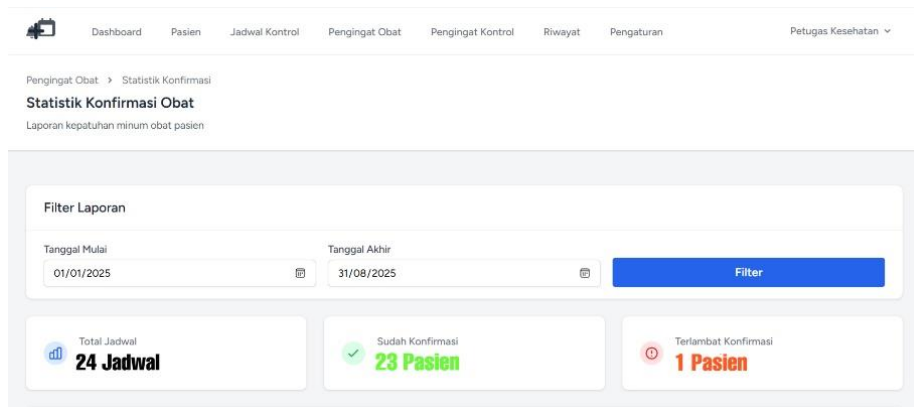 Dashboard Pasien Jadwal Kontrol Pengingat Obat Pengingat Kontrol Riwayat Pengaturan Petugas Kesehatan
Pengingat Obat > Statistik Konfirmasi
Statistik Konfirmasi Obat
Laporan kepatuhan minum obat pasien
Filter Laporan
Tanggal Mulai Tanggal Akhir
01/01/2025 31/08/2025 Filter
Total Jadwal Sudah Konfirmasi Terlambat Konfirmasi
24 Jadwal 23 Pasien 1 Pasien